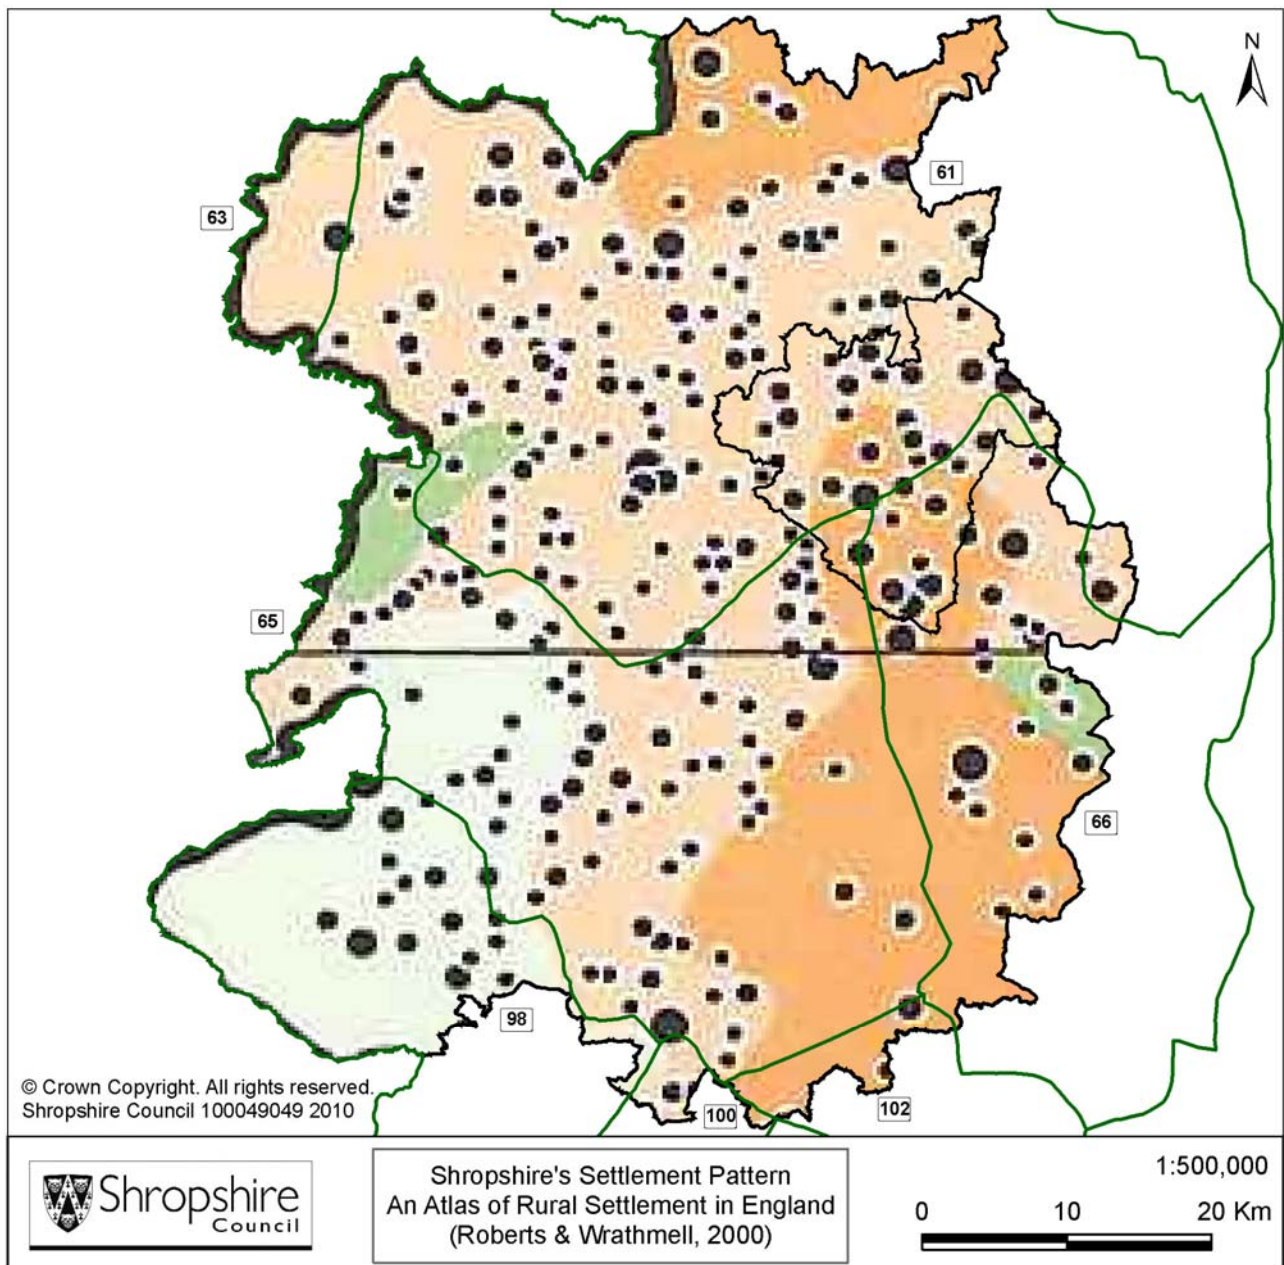 N
61
63
65
66
98
100
102
© Crown Copyright. All rights reserved.
Shropshire Council 100049049 2010
Shropshire
Council
Shropshire's Settlement Pattern
An Atlas of Rural Settlement in England
(Roberts & Wrathmell, 2000)
1:500,000
0 10 20 Km